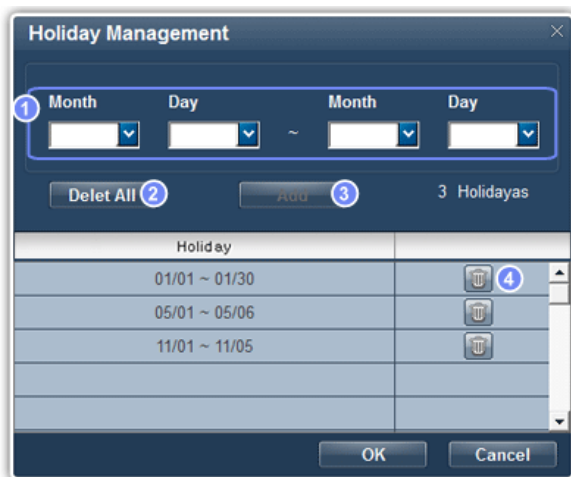 Holiday Management
1 Month Day Month Day
~
Delet All 2 Add 3 3 Holidayas
Holiday
01/01 ~ 01/30 4
05/01 ~ 05/06
11/01 ~ 11/05
OK Cancel